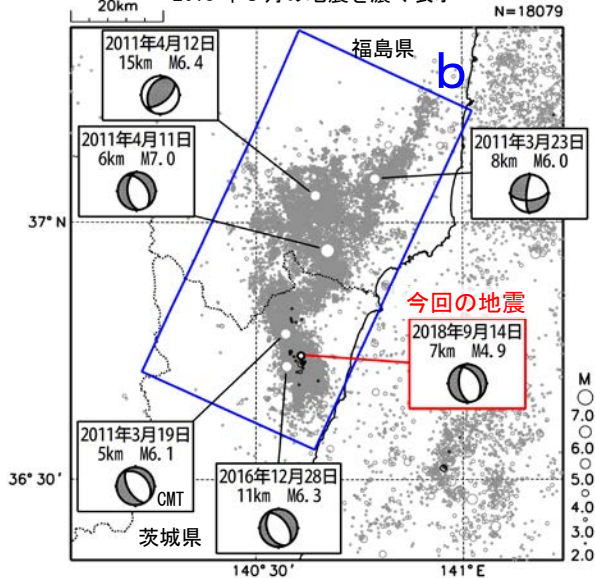 20km
N=18079
福島県
b
2011年4月12日
15km M6.4
2011年4月11日
6km M7.0
2011年3月23日
8km M6.0
37°N
今回の地震
2018年9月14日
7km M4.9
2011年3月19日
5km M6.1
CMT
2016年12月28日
11km M6.3
茨城県
36°30'
140°30'
141°E
M
7.0
6.0
5.0
4.0
3.0
2.0